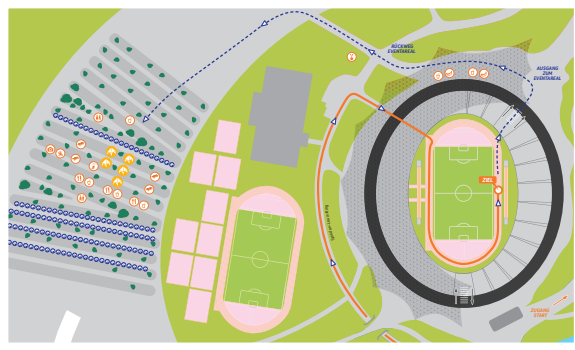 RÜCKWEG
EVENTAREAL
AUSGANG
ZUM
EVENTAREAL
ZIEL
ZUGANG
START